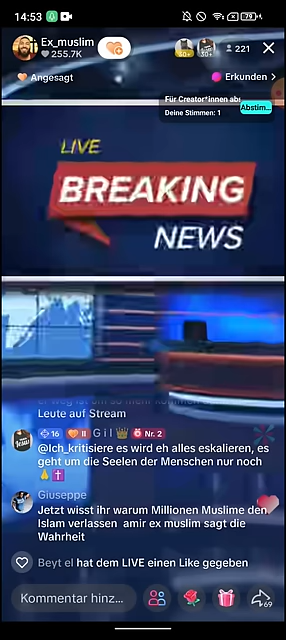 14:53
79
Ex_muslim
255.7K
221
Angesagt
Erkunden
Für Creator*innen abs
Deine Stimmen: 1
Abstim...
LIVE
BREAKING
NEWS
Leute auf Stream
16 II G i l Nr. 2
@Ich_kritisiere es wird eh alles eskalieren, es
geht um die Seelen der Menschen nur noch
🙏✝️
Giuseppe
Jetzt wisst ihr warum Millionen Muslime den
Islam verlassen amir ex muslim sagt die
Wahrheit
Beyt el hat dem LIVE einen Like gegeben
Kommentar hinz...
69